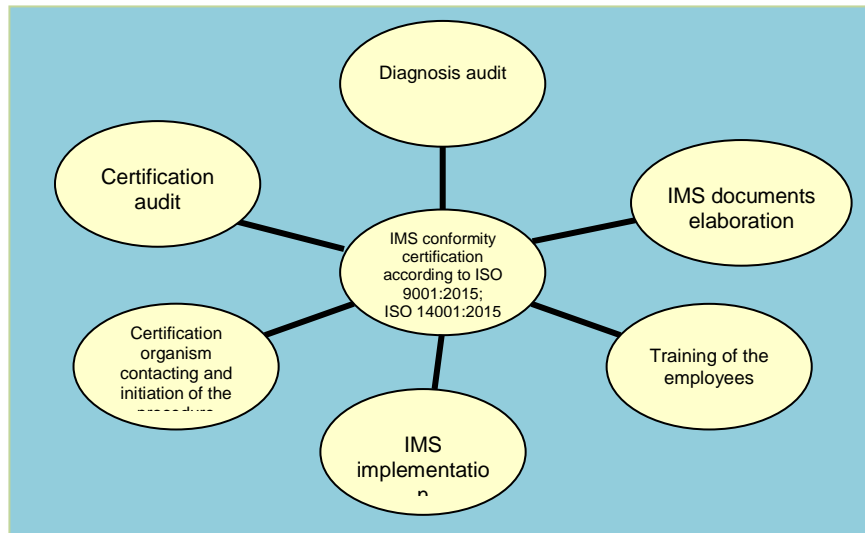 Diagnosis audit
Certification
audit
IMS documents
elaboration
IMS conformity
certification
according to ISO
9001:2015;
ISO 14001:2015
Certification
organism
contacting and
initiation of the
procedure
Training of the
employees
IMS
implementatio
n